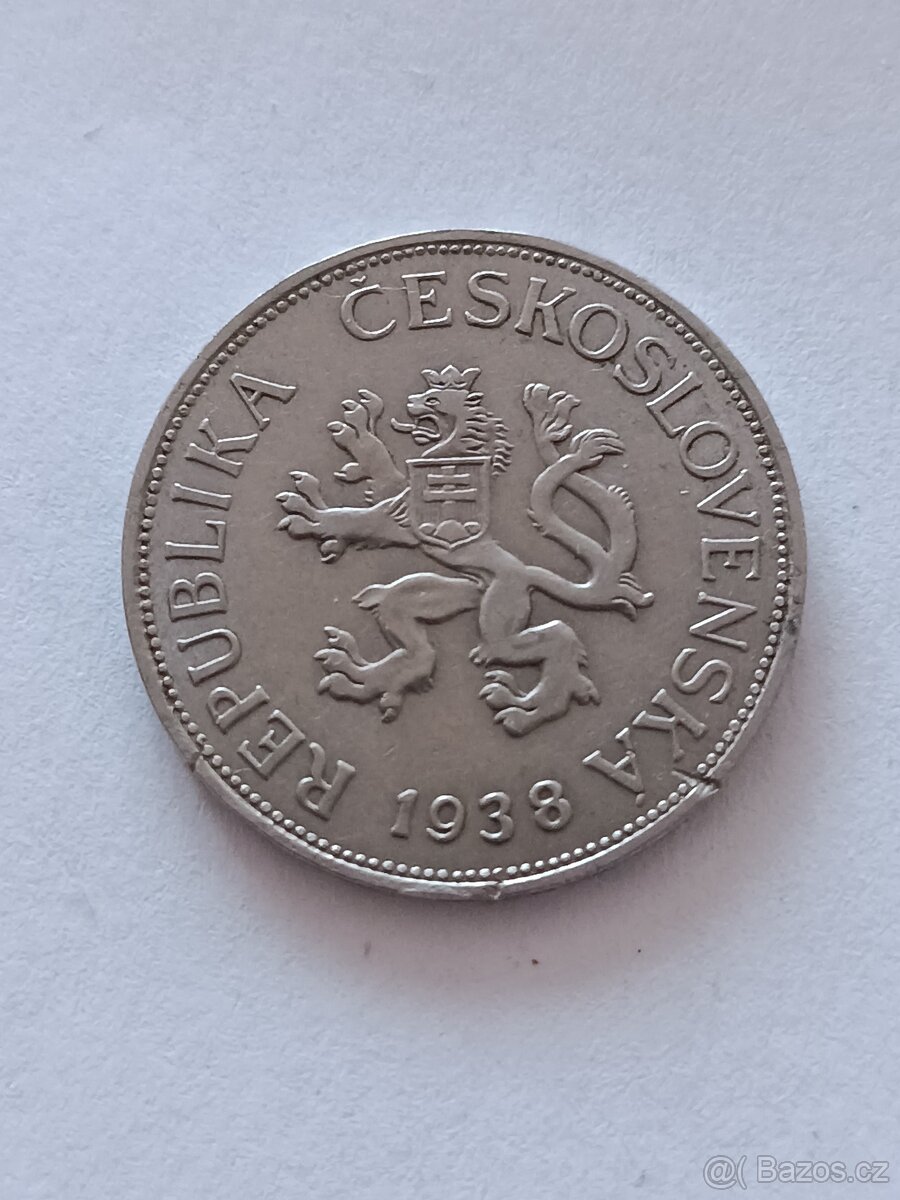 REPUBLIKA ČESKOSLOVENSKÁ
1938
@( Bazos.cz